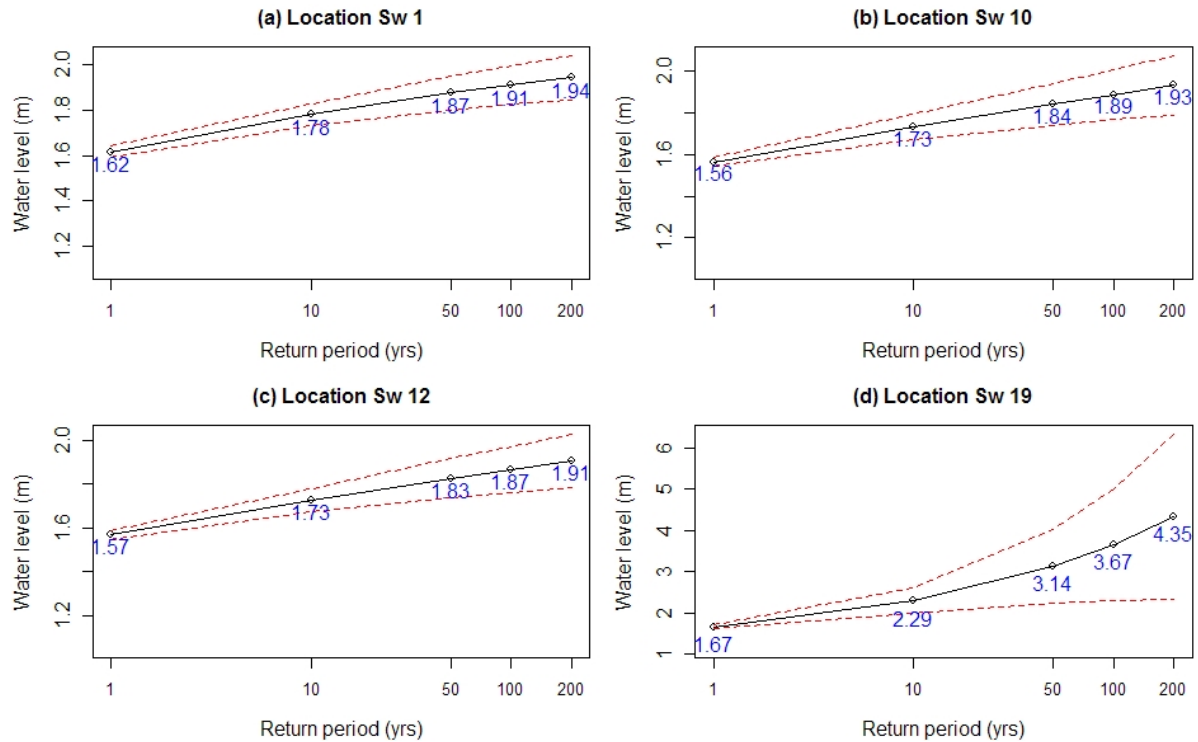 (a) Location Sw 1
Water level (m)
2.0
1.8
1.6
1.4
1.2
1.62
1.78
1.87
1.91
1.94
1 10 50 100 200
Return period (yrs)
(b) Location Sw 10
Water level (m)
2.0
1.6
1.2
1.56
1.73
1.84
1.89
1.93
1 10 50 100 200
Return period (yrs)
(c) Location Sw 12
Water level (m)
2.0
1.6
1.2
1.57
1.73
1.83
1.87
1.91
1 10 50 100 200
Return period (yrs)
(d) Location Sw 19
Water level (m)
6
5
4
3
2
1
1.67
2.29
3.14
3.67
4.35
1 10 50 100 200
Return period (yrs)